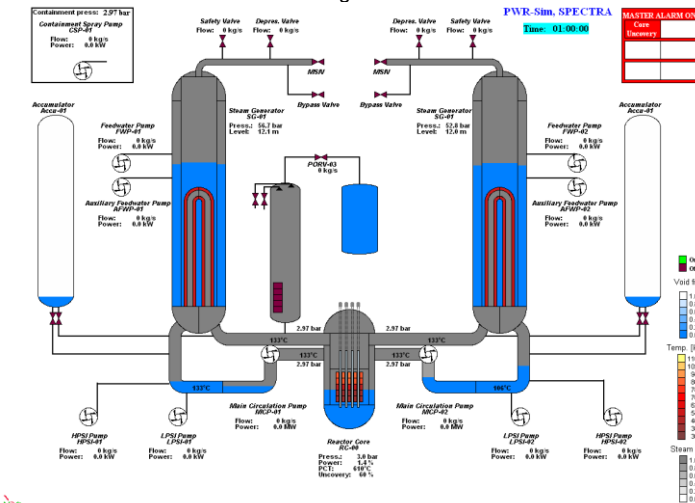 PWR-Sim, SPECTRA
Time: 01:00:00
MASTER ALARM ON
Core
Uncovery
Containment press: 2.97 bar
Containment Spray Pump
CSP-01
Flow: 0 kg/s
Power: 0.0 kW
Safety Valve
Flow: 0 kg/s
Depres. Valve
Flow: 0 kg/s
MSIV
Bypass Valve
Depres. Valve
Flow: 0 kg/s
Safety Valve
Flow: 0 kg/s
MSIV
Bypass Valve
Accumulator
Accu-01
Feedwater Pump
FWP-01
Flow: 0 kg/s
Power: 0.0 kW
Auxiliary Feedwater Pump
AFWP-01
Flow: 0 kg/s
Power: 0.0 kW
Steam Generator
SG-01
Press.: 56.7 bar
Level: 12.1 m
PORV-03
0 kg/s
Steam Generator
SG-01
Press.: 52.8 bar
Level: 12.0 m
Feedwater Pump
FWP-02
Flow: 0 kg/s
Power: 0.0 kW
Auxiliary Feedwater Pump
AFWP-02
Flow: 0 kg/s
Power: 0.0 kW
Accumulator
Accu-01
Void
Temp.
Steam
2.97 bar
2.97 bar
133°C
133°C
133°C
133°C
2.97 bar
2.97 bar
133°C
106°C
Main Circulation Pump
MCP-01
Flow: 0 kg/s
Power: 0.0 MW
Main Circulation Pump
MCP-02
Flow: 0 kg/s
Power: 0.0 MW
HPSI Pump
HPSI-01
Flow: 0 kg/s
Power: 0.0 kW
LPSI Pump
LPSI-01
Flow: 0 kg/s
Power: 0.0 kW
Reactor Core
RC-00
Press.: 3.0 bar
Power: 1.4 %
PCT: 610°C
Uncovery: 60 %
LPSI Pump
LPSI-02
Flow: 0 kg/s
Power: 0.0 kW
HPSI Pump
HPSI-02
Flow: 0 kg/s
Power: 0.0 kW